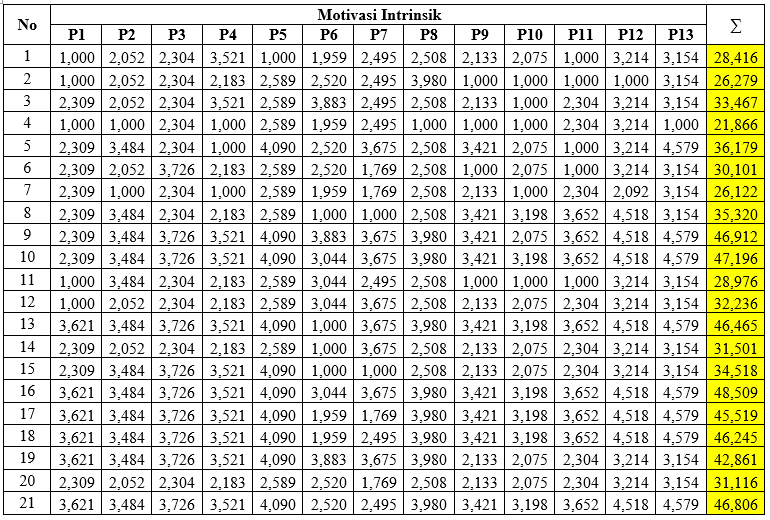 No Motivasi Intrinsik ∑
P1 P2 P3 P4 P5 P6 P7 P8 P9 P10 P11 P12 P13
1 1,000 2,052 2,304 3,521 1,000 1,959 2,495 2,508 2,133 2,075 1,000 3,214 3,154 28,416
2 1,000 2,052 2,304 2,183 2,589 2,520 2,495 3,980 1,000 1,000 1,000 1,000 3,154 26,279
3 2,309 2,052 2,304 3,521 2,589 3,883 2,495 2,508 2,133 1,000 2,304 3,214 3,154 33,467
4 1,000 1,000 2,304 1,000 2,589 1,959 2,495 1,000 1,000 1,000 2,304 3,214 1,000 21,866
5 2,309 3,484 2,304 1,000 4,090 2,520 3,675 2,508 3,421 2,075 1,000 3,214 4,579 36,179
6 2,309 2,052 3,726 2,183 2,589 2,520 1,769 2,508 1,000 2,075 1,000 3,214 3,154 30,101
7 2,309 1,000 2,304 1,000 2,589 1,959 1,769 2,508 2,133 1,000 2,304 2,092 3,154 26,122
8 2,309 3,484 2,304 2,183 2,589 1,000 1,000 2,508 3,421 3,198 3,652 4,518 3,154 35,320
9 2,309 3,484 3,726 3,521 4,090 3,883 3,675 3,980 3,421 2,075 3,652 4,518 4,579 46,912
10 2,309 3,484 3,726 3,521 4,090 3,044 3,675 3,980 3,421 3,198 3,652 4,518 4,579 47,196
11 1,000 3,484 2,304 2,183 2,589 3,044 2,495 2,508 1,000 1,000 1,000 3,214 3,154 28,976
12 1,000 2,052 2,304 2,183 2,589 3,044 3,675 2,508 2,133 2,075 2,304 3,214 3,154 32,236
13 3,621 3,484 3,726 3,521 4,090 1,000 3,675 3,980 3,421 3,198 3,652 4,518 4,579 46,465
14 2,309 2,052 2,304 2,183 2,589 1,000 3,675 2,508 2,133 2,075 2,304 3,214 3,154 31,501
15 2,309 3,484 3,726 3,521 4,090 1,000 1,000 2,508 2,133 2,075 2,304 3,214 3,154 34,518
16 3,621 3,484 3,726 3,521 4,090 3,044 3,675 3,980 3,421 3,198 3,652 4,518 4,579 48,509
17 3,621 3,484 3,726 3,521 4,090 1,959 1,769 3,980 3,421 3,198 3,652 4,518 4,579 45,519
18 3,621 3,484 3,726 3,521 4,090 1,959 2,495 3,980 3,421 3,198 3,652 4,518 4,579 46,245
19 3,621 3,484 3,726 3,521 4,090 3,883 3,675 3,980 2,133 2,075 2,304 3,214 3,154 42,861
20 2,309 2,052 2,304 2,183 2,589 2,520 1,769 2,508 2,133 2,075 2,304 3,214 3,154 31,116
21 3,621 3,484 3,726 3,521 4,090 2,520 2,495 3,980 3,421 3,198 3,652 4,518 4,579 46,806